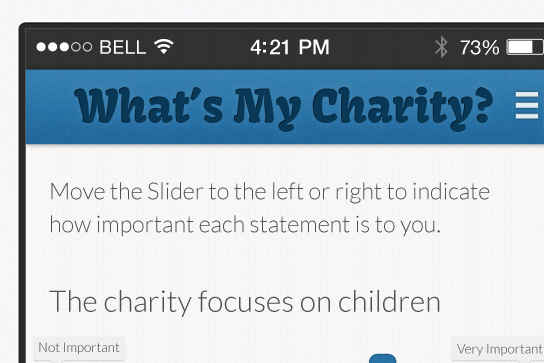 BELL 4:21 PM 73%
What's My Charity?
Move the Slider to the left or right to indicate
how important each statement is to you.
The charity focuses on children
Not Important Very Important